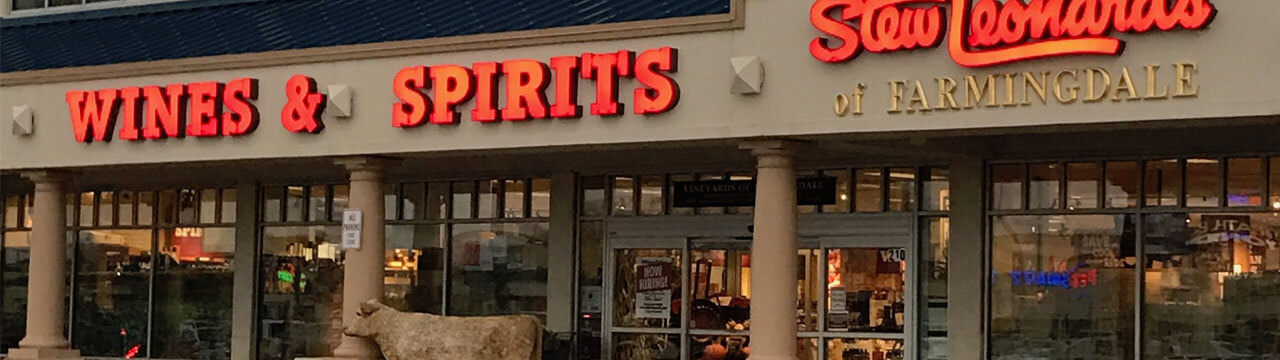 Stew Leonard's
WINES & SPIRITS
of FARMINGDALE
NO
PARKING
NOW
HIRING!